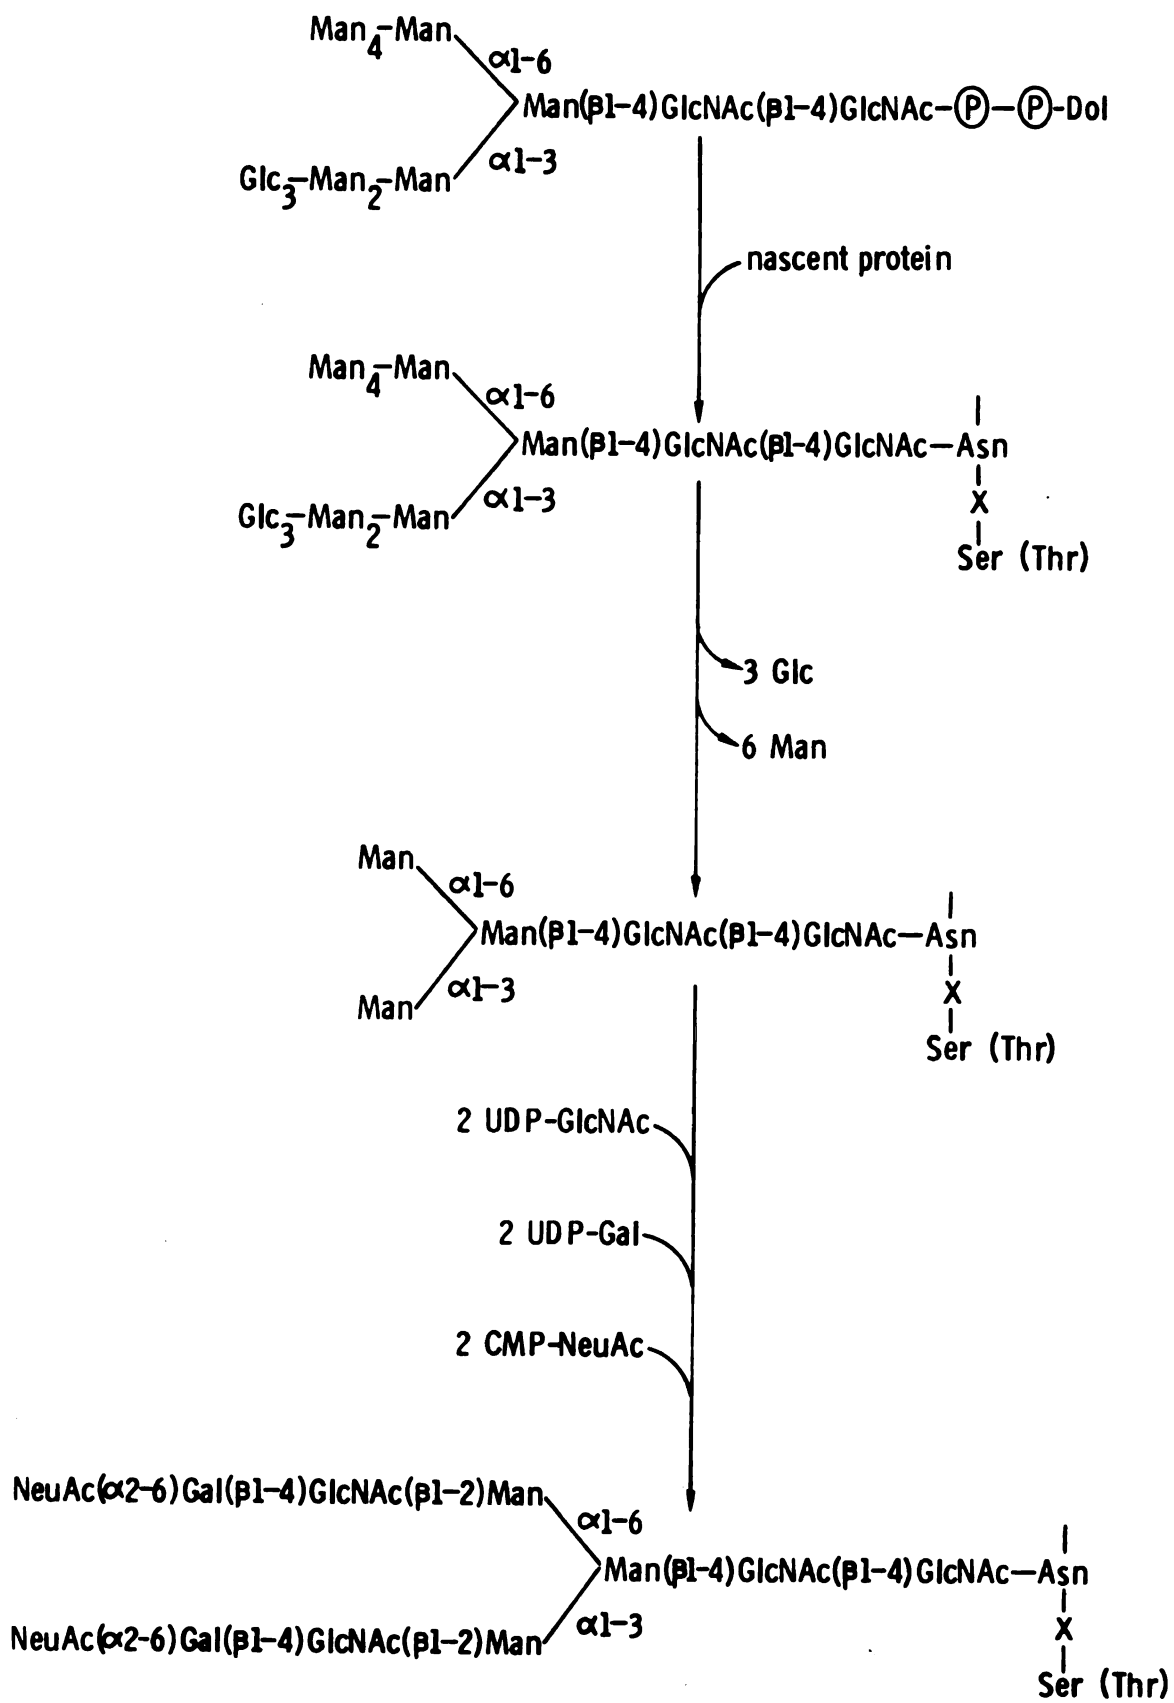 Man4-Man
α1-6
Man(β1-4)GlcNAc(β1-4)GlcNAc-P-P-Dol
α1-3
Glc3-Man2-Man
nascent protein
Man4-Man
α1-6
Man(β1-4)GlcNAc(β1-4)GlcNAc-Asn
α1-3
X
Glc3-Man2-Man
Ser (Thr)
3 Glc
6 Man
Man
α1-6
Man(β1-4)GlcNAc(β1-4)GlcNAc-Asn
α1-3
X
Man
Ser (Thr)
2 UDP-GlcNAc
2 UDP-Gal
2 CMP-NeuAc
NeuAc(α2-6)Gal(β1-4)GlcNAc(β1-2)Man
α1-6
Man(β1-4)GlcNAc(β1-4)GlcNAc-Asn
α1-3
X
NeuAc(α2-6)Gal(β1-4)GlcNAc(β1-2)Man
Ser (Thr)